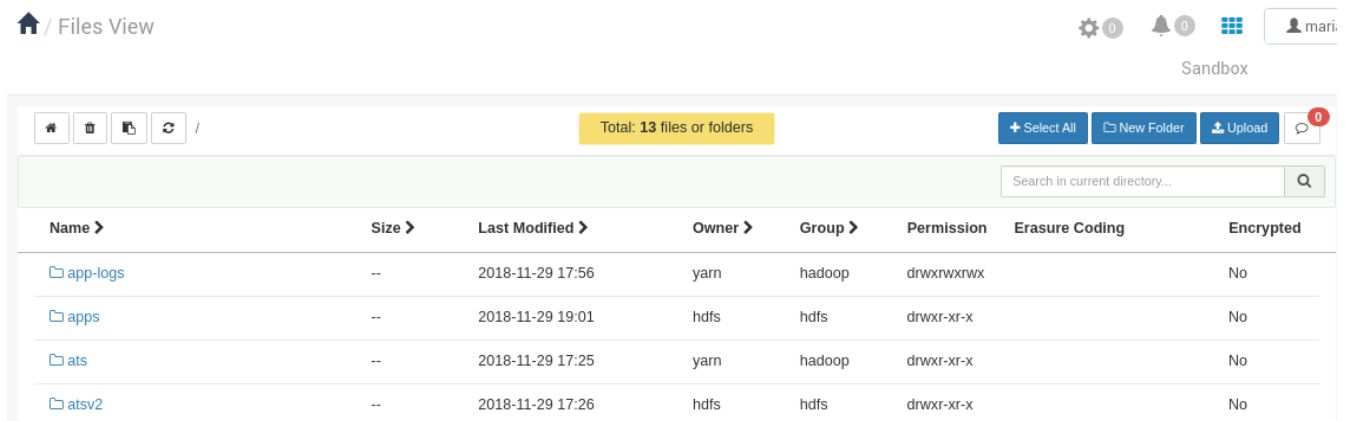 / Files View
0 0 mari
Sandbox
/ Total: 13 files or folders Select All New Folder Upload 0
Search in current directory...
Name Size Last Modified Owner Group Permission Erasure Coding Encrypted
app-logs -- 2018-11-29 17:56 yarn hadoop drwxrwxrwx No
apps -- 2018-11-29 19:01 hdfs hdfs drwxr-xr-x No
ats -- 2018-11-29 17:25 yarn hadoop drwxr-xr-x No
atsv2 -- 2018-11-29 17:26 hdfs hdfs drwxr-xr-x No